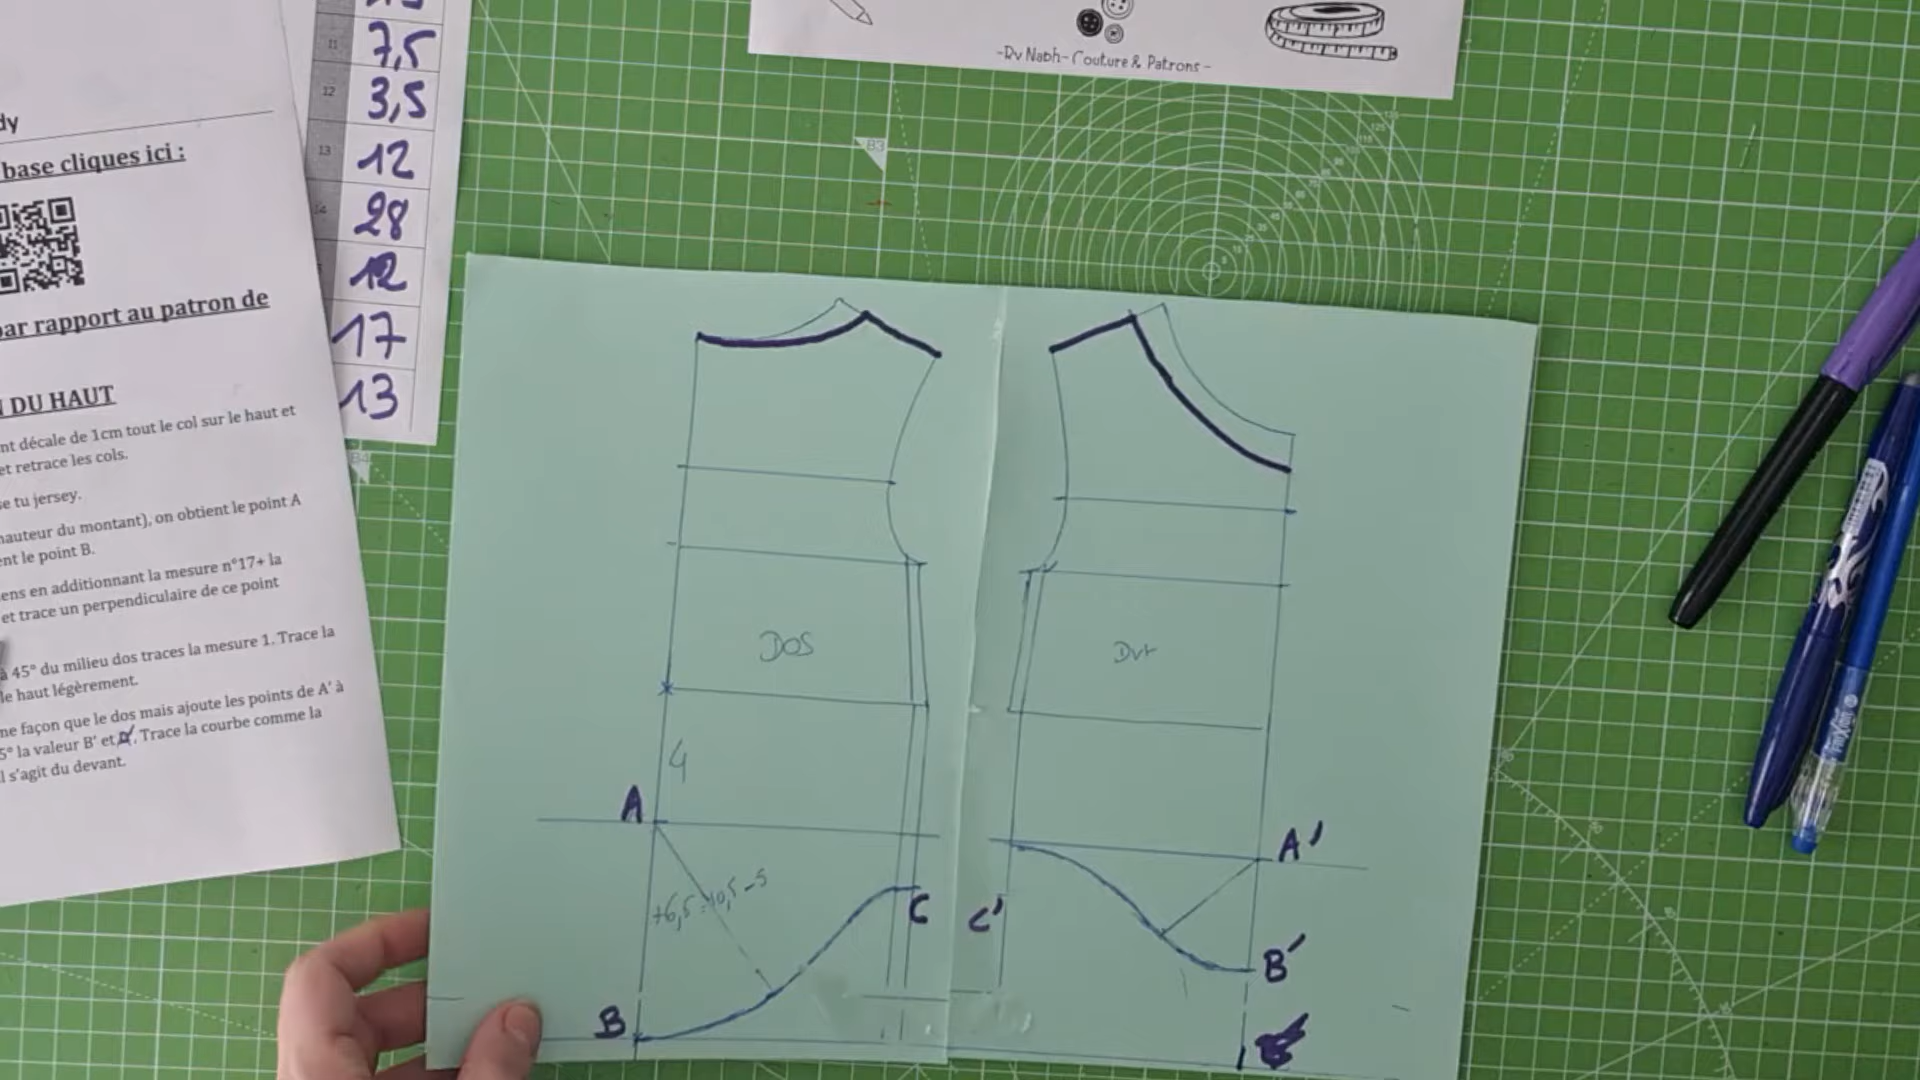 dy
base cliques ici :
par rapport au patron de
N DU HAUT
nt décale de 1cm tout le col sur le haut et
et retrace les cols.
se tu jersey.
hauteur du montant), on obtient le point A
ent le point B.
ens en additionnant la mesure n°17+ la
et trace un perpendiculaire de ce point
à 45° du milieu dos traces la mesure 1. Trace la
le haut légèrement.
ne façon que le dos mais ajoute les points de A' à
5° la valeur B' et
. Trace la courbe comme la
l s'agit du devant.
11 7,5
12 3,5
13 12
14 28
12
17
13
-Dv Nabh- Couture & Patrons -
B3
B4
DOS
Dvt
4
A
A'
+6,5=10,5-5
C
C'
B
B'